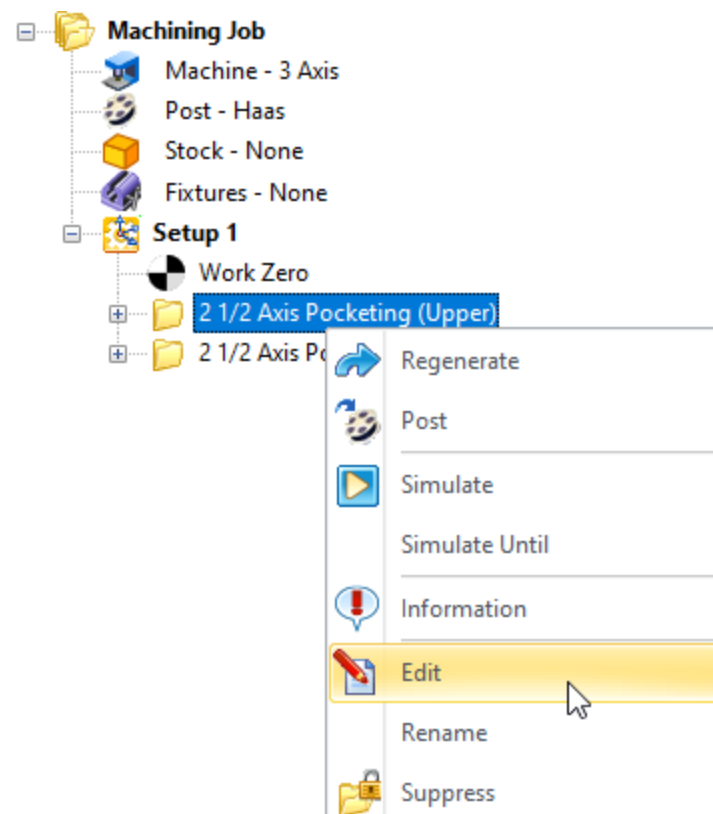 Machining Job
Machine - 3 Axis
Post - Haas
Stock - None
Fixtures - None
Setup 1
Work Zero
2 1/2 Axis Pocketing (Upper)
2 1/2 Axis
Regenerate
Post
Simulate
Simulate Until
Information
Edit
Rename
Suppress